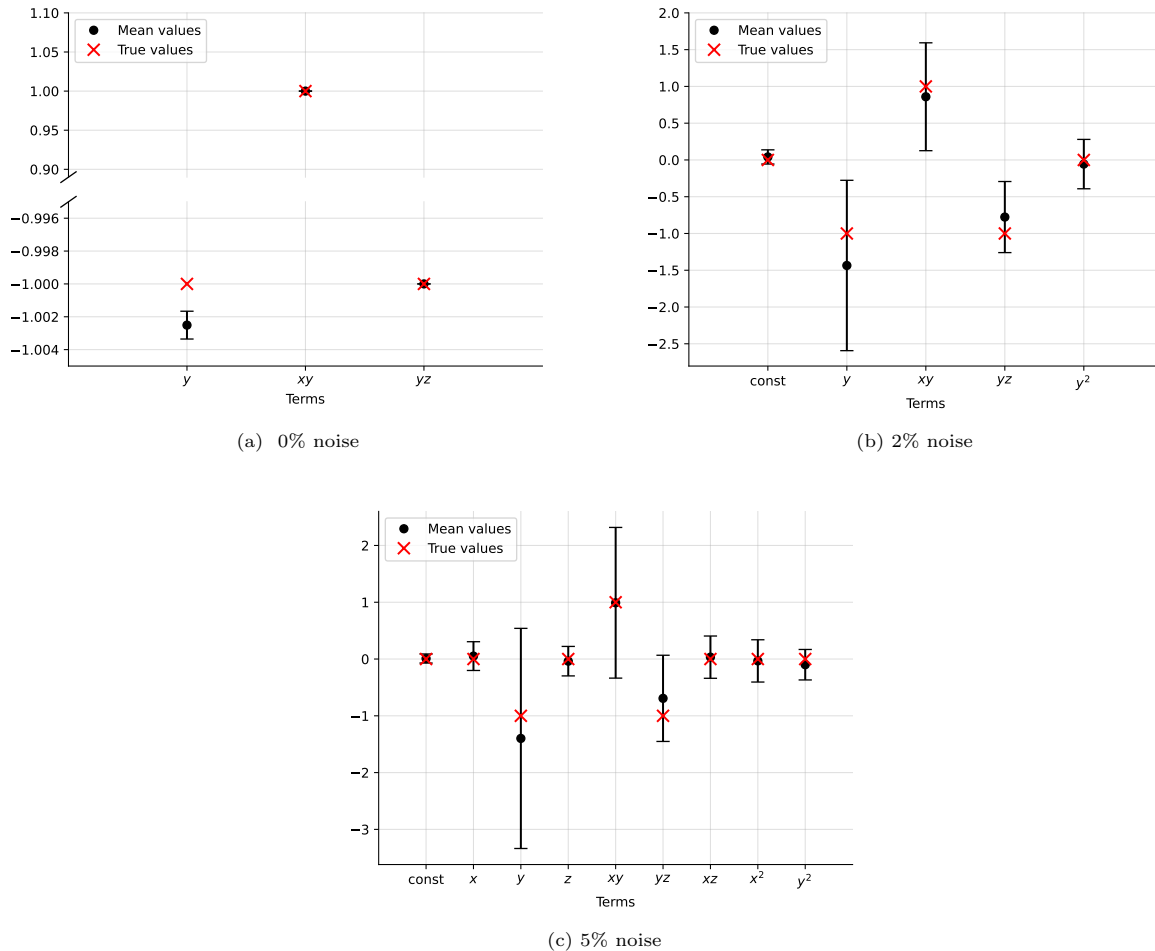 1.10
1.05
1.00
0.95
0.90
−0.996
−0.998
−1.000
−1.002
−1.004
Mean values
True values
y xy yz
Terms
(a) 0% noise
2.0
1.5
1.0
0.5
0.0
−0.5
−1.0
−1.5
−2.0
−2.5
Mean values
True values
const y xy yz y²
Terms
(b) 2% noise
2
1
0
−1
−2
−3
Mean values
True values
const x y z xy yz xz x² y²
Terms
(c) 5% noise